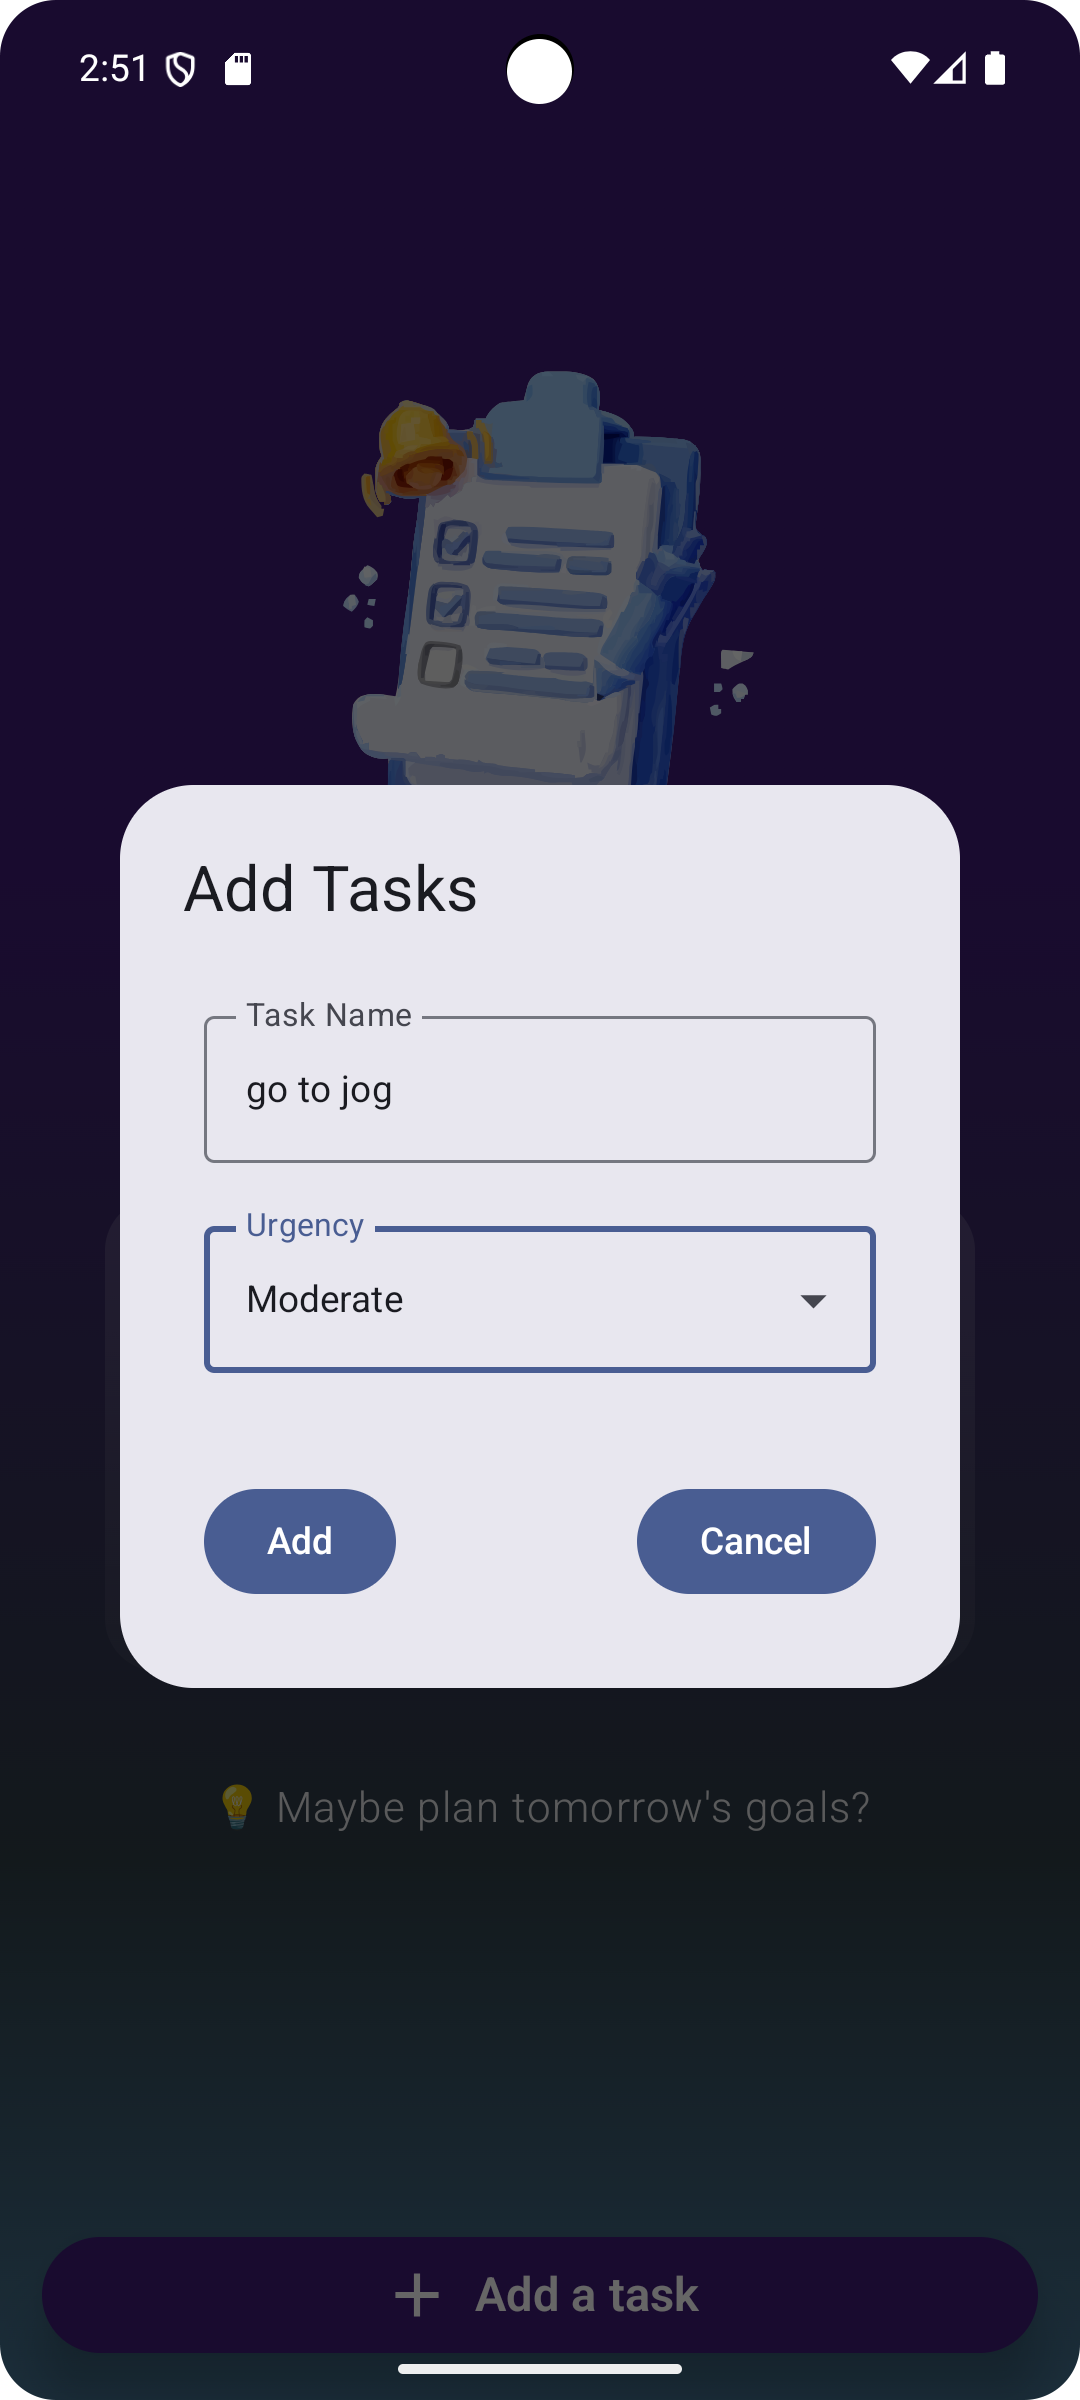 2:51
Add Tasks
Task Name
go to jog
Urgency
Moderate
Add
Cancel
💡 Maybe plan tomorrow's goals?
+ Add a task